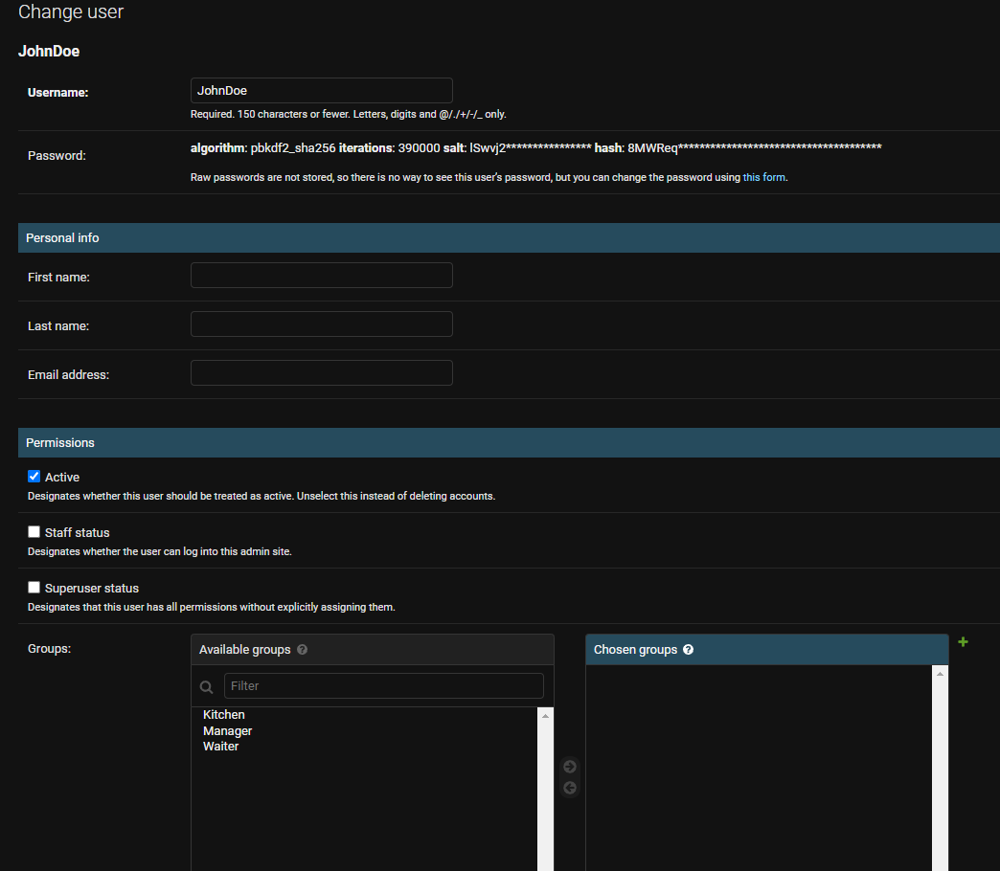 Change user
JohnDoe
Username:
JohnDoe
Required. 150 characters or fewer. Letters, digits and @/./+/-/_ only.
Password:
algorithm: pbkdf2_sha256 iterations: 390000 salt: lSwvj2**************** hash: 8MWReq**************************************
Raw passwords are not stored, so there is no way to see this user's password, but you can change the password using this form.
Personal info
First name:
Last name:
Email address:
Permissions
Active
Designates whether this user should be treated as active. Unselect this instead of deleting accounts.
Staff status
Designates whether the user can log into this admin site.
Superuser status
Designates that this user has all permissions without explicitly assigning them.
Groups:
Available groups ?
Filter
Kitchen
Manager
Waiter
Chosen groups ?